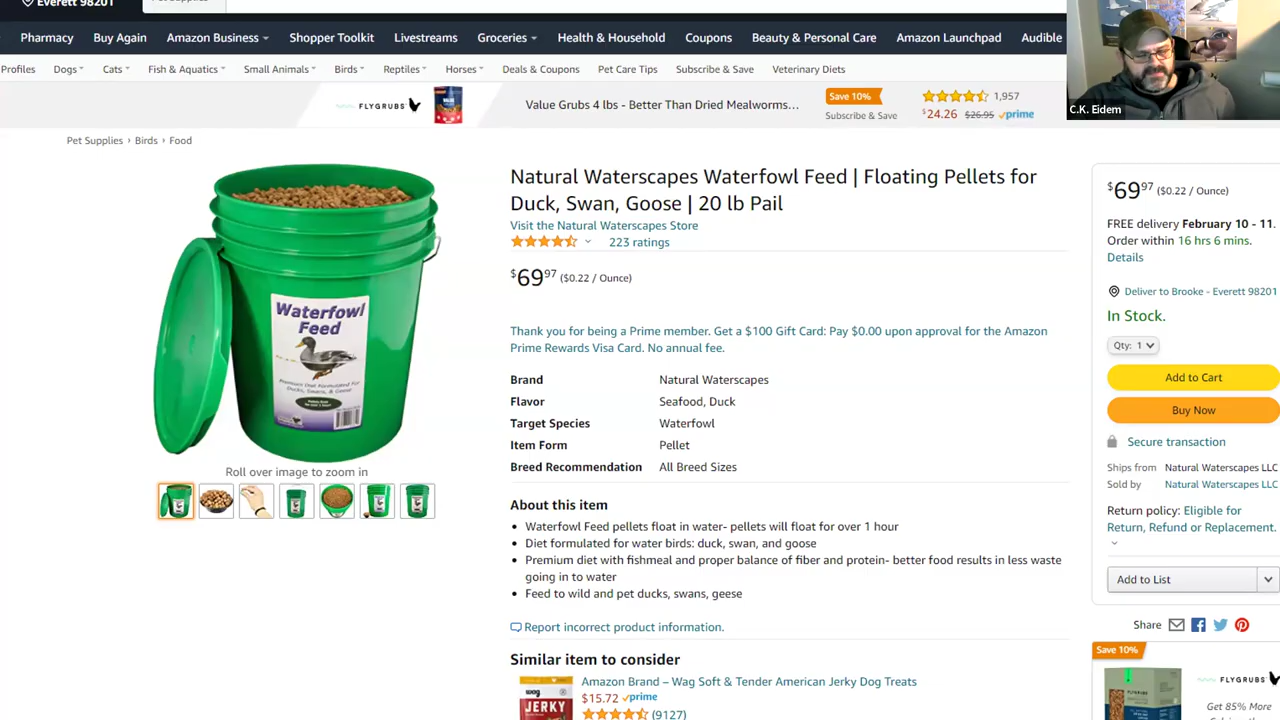 Everett 98201
Pharmacy Buy Again Amazon Business Shopper Toolkit Livestreams Groceries Health & Household Coupons Beauty & Personal Care Amazon Launchpad Audible
Profiles Dogs Cats Fish & Aquatics Small Animals Birds Reptiles Horses Deals & Coupons Pet Care Tips Subscribe & Save Veterinary Diets
C.K. Eidem
FLYGRUBS
Value Grubs 4 lbs - Better Than Dried Mealworms…
Save 10%
Subscribe & Save
1,957
$24.26 $26.95 prime
Pet Supplies › Birds › Food
Waterfowl
Feed
Premium Diet Formulated For
Ducks, Swans, & Geese
Roll over image to zoom in
Natural Waterscapes Waterfowl Feed | Floating Pellets for
Duck, Swan, Goose | 20 lb Pail
Visit the Natural Waterscapes Store
223 ratings
$69.97 ($0.22 / Ounce)
Thank you for being a Prime member. Get a $100 Gift Card: Pay $0.00 upon approval for the Amazon
Prime Rewards Visa Card. No annual fee.
Brand Natural Waterscapes
Flavor Seafood, Duck
Target Species Waterfowl
Item Form Pellet
Breed Recommendation All Breed Sizes
About this item
• Waterfowl Feed pellets float in water- pellets will float for over 1 hour
• Diet formulated for water birds: duck, swan, and goose
• Premium diet with fishmeal and proper balance of fiber and protein- better food results in less waste
going in to water
• Feed to wild and pet ducks, swans, geese
Report incorrect product information.
Similar item to consider
wag
JERKY
Amazon Brand – Wag Soft & Tender American Jerky Dog Treats
$15.72 prime
(9127)
$69.97 ($0.22 / Ounce)
FREE delivery February 10 - 11.
Order within 16 hrs 6 mins.
Details
Deliver to Brooke - Everett 98201
In Stock.
Qty: 1
Add to Cart
Buy Now
Secure transaction
Ships from Natural Waterscapes LLC
Sold by Natural Waterscapes LLC
Return policy: Eligible for
Return, Refund or Replacement.
Add to List
Share
Save 10%
FLYGRUBS
FLYGRUBS
Get 85% More